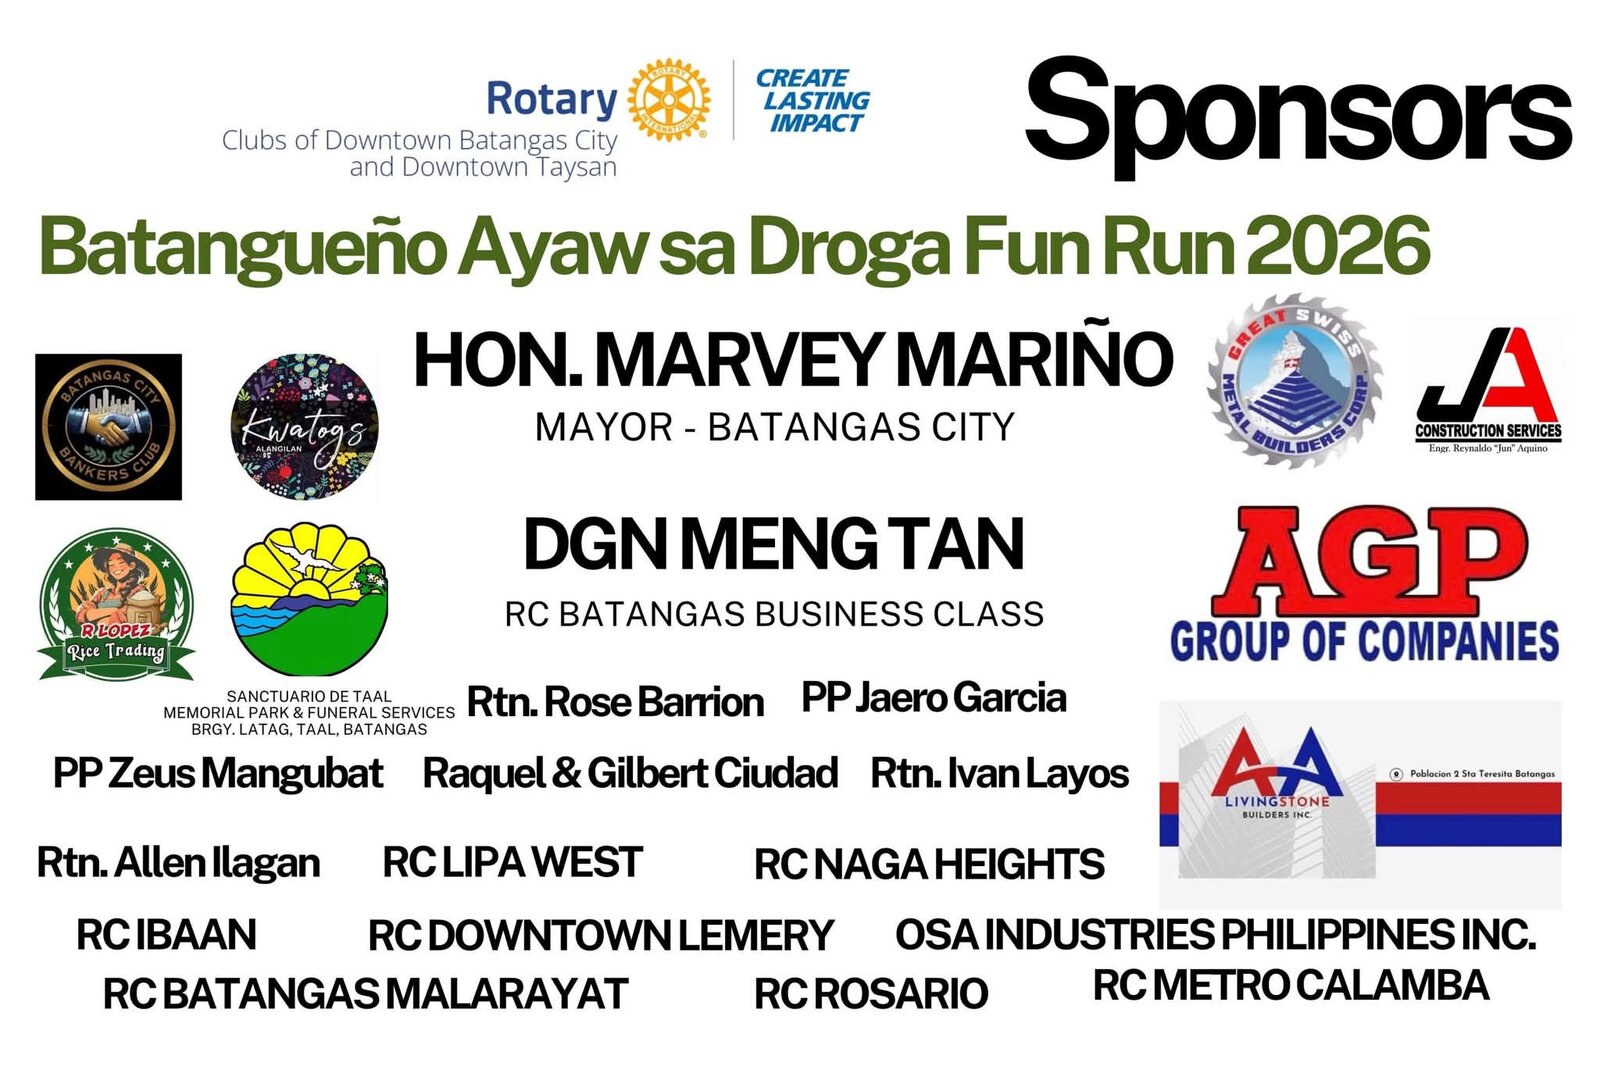 Rotary
Clubs of Downtown Batangas City
and Downtown Taysan
ROTARY
INTERNATIONAL
CREATE
LASTING
IMPACT
Sponsors
Batangueño Ayaw sa Droga Fun Run 2026
BATANGAS CITY
BANKERS CLUB
Kwatogs
ALANGILAN
BS
HON. MARVEY MARIÑO
MAYOR - BATANGAS CITY
GREAT SWISS
METAL BUILDERS CORP.
JA
CONSTRUCTION SERVICES
Engr. Reynaldo "Jun" Aquino
R LOPEZ
Rice Trading
DGN MENG TAN
RC BATANGAS BUSINESS CLASS
AGP
GROUP OF COMPANIES
SANCTUARIO DE TAAL
MEMORIAL PARK & FUNERAL SERVICES
BRGY. LATAG, TAAL, BATANGAS
Rtn. Rose Barrion
PP Jaero Garcia
PP Zeus Mangubat
Raquel & Gilbert Ciudad
Rtn. Ivan Layos
AA
LIVINGSTONE
BUILDERS INC.
Poblacion 2 Sta Teresita Batangas
Rtn. Allen Ilagan
RC LIPA WEST
RC NAGA HEIGHTS
RC IBAAN
RC DOWNTOWN LEMERY
OSA INDUSTRIES PHILIPPINES INC.
RC BATANGAS MALARAYAT
RC ROSARIO
RC METRO CALAMBA